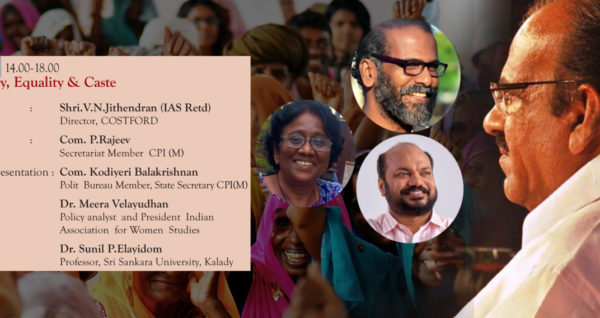 14.00-18.00
y, Equality & Caste
: Shri.V.N.Jithendran (IAS Retd)
Director, COSTFORD
: Com. P.Rajeev
Secretariat Member CPI (M)
esentation : Com. Kodiyeri Balakrishnan
Polit Bureau Member, State Secretary CPI(M)
Dr. Meera Velayudhan
Policy analyst and President Indian
Association for Women Studies
Dr. Sunil P.Elayidom
Professor, Sri Sankara University, Kalady